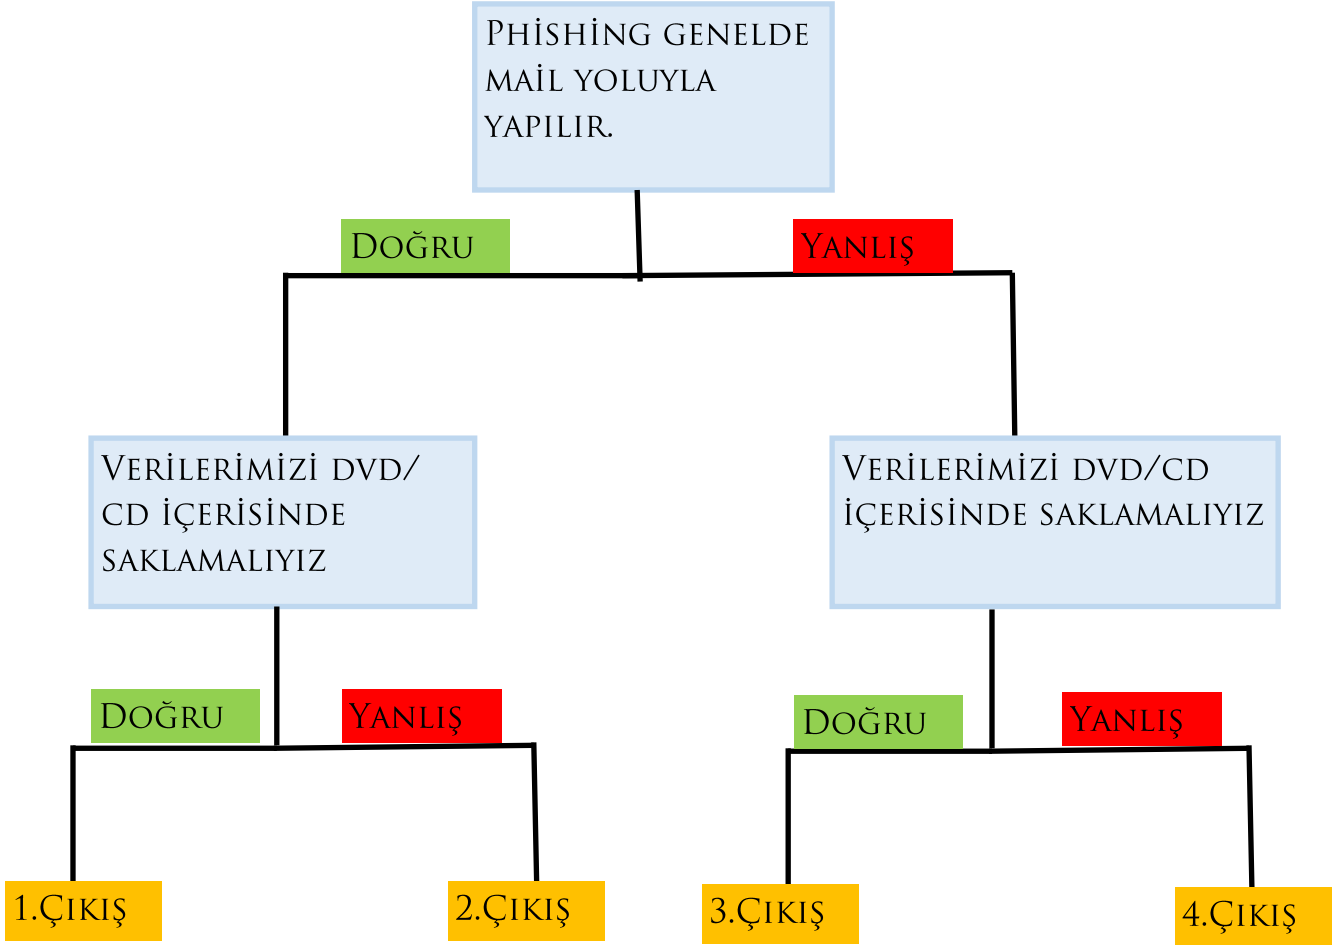 Phishing genelde
mail yoluyla
yapılır.
Doğru
Yanlış
Verilerimizi dvd/
cd içerisinde
saklamalıyız
Verilerimizi dvd/cd
içerisinde saklamalıyız
Doğru
Yanlış
Doğru
Yanlış
1.Çıkış
2.Çıkış
3.Çıkış
4.Çıkış